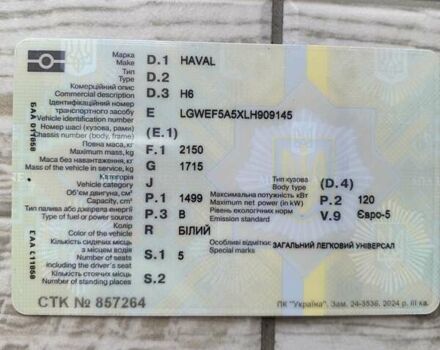 Марка
Make D.1 HAVAL
Тип
Type D.2
Комерційний опис
Commercial description D.3 H6
Ідентифікаційний номер
транспортного засобу
Vehicle identification number E LGWEF5A5XLH909145
Номер шасі (кузова, рами)
Chassis number (body, frame) (E.1)
Повна маса, кг
Maximum mass, kg F.1 2150
Маса без навантаження, кг
Mass of the vehicle in service, kg G 1715
Категорія
Vehicle category J
Тип кузова
Body type (D.4)
Об'єм двигуна, см³
Capacity, cm³ P.1 1499
Максимальна потужність кВт
Maximum net power (in kW) P.2 120
Тип палива або джерела енергії
Type of fuel or power source P.3 B
Рівень екологічних норм
Emission standard V.9 Євро-5
Колір
Color of the vehicle R БІЛИЙ
Кількість сидячих місць
з місцем водія
Number of seats
including the driver's seat S.1 5
Особливі відмітки
Special marks ЗАГАЛЬНИЙ ЛЕГКОВИЙ УНІВЕРСАЛ
Кількість стоячих місць
Number of standing places S.2
СТК № 857264
ПК "Україна". Зам. 24-3536. 2024 р. III кв.